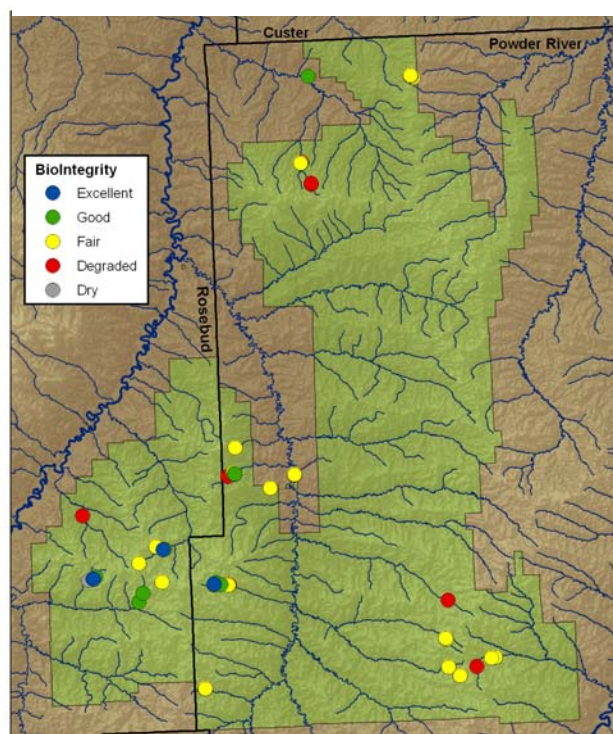 Custer
Powder River
BioIntegrity
Excellent
Good
Fair
Degraded
Dry
Rosebud